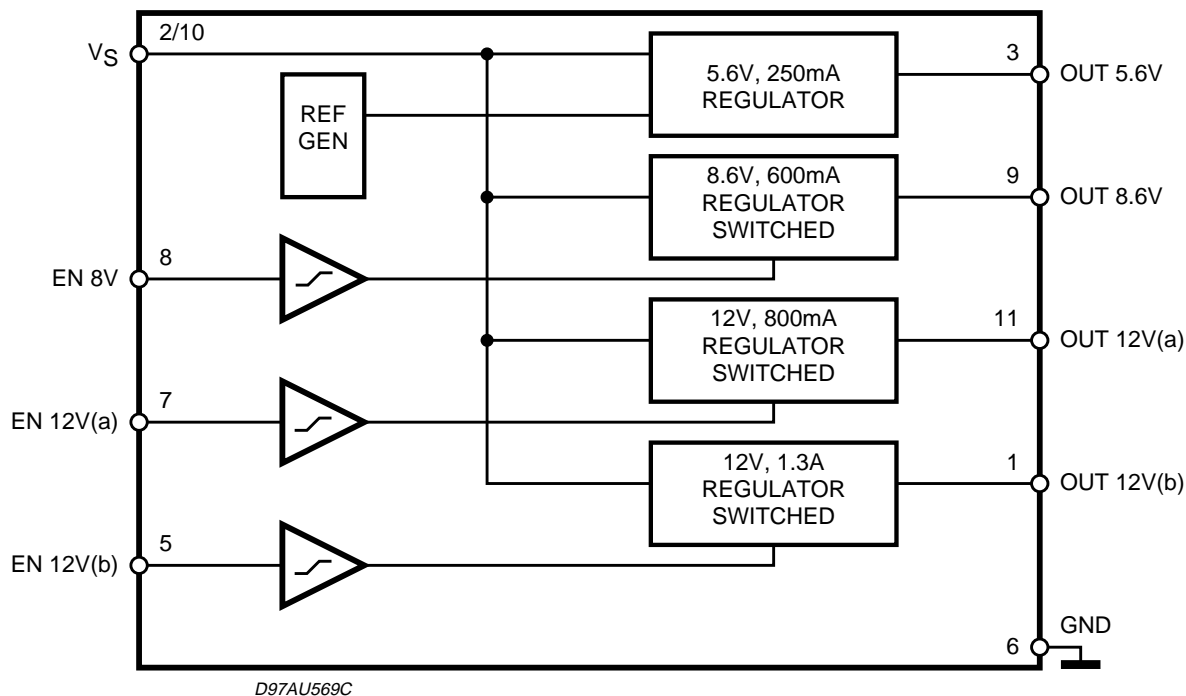 2/10
VS
5.6V, 250mA
REGULATOR
3
OUT 5.6V
REF
GEN
8.6V, 600mA
REGULATOR
SWITCHED
9
OUT 8.6V
8
EN 8V
12V, 800mA
REGULATOR
SWITCHED
11
OUT 12V(a)
7
EN 12V(a)
12V, 1.3A
REGULATOR
SWITCHED
1
OUT 12V(b)
5
EN 12V(b)
6
GND
D97AU569C